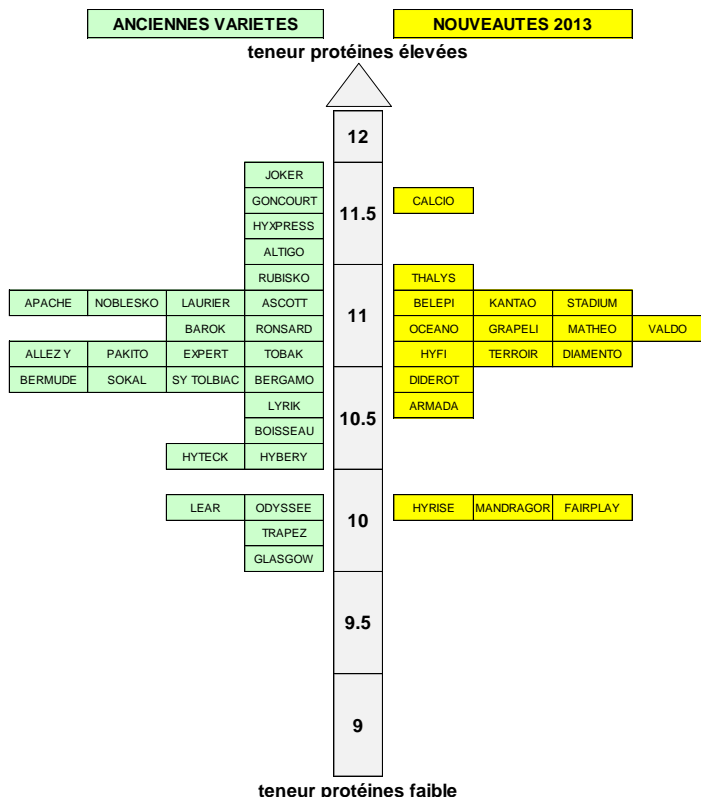 ANCIENNES VARIETES NOUVEAUTES 2013
teneur protéines élevées
12
JOKER
GONCOURT 11.5 CALCIO
HYXPRESS
ALTIGO
RUBISKO THALYS
APACHE NOBLESKO LAURIER ASCOTT 11 BELEPI KANTAO STADIUM
BAROK RONSARD OCEANO GRAPELI MATHEO VALDO
ALLEZ Y PAKITO EXPERT TOBAK HYFI TERROIR DIAMENTO
BERMUDE SOKAL SY TOLBIAC BERGAMO DIDEROT
LYRIK 10.5 ARMADA
BOISSEAU
HYTECK HYBERY
LEAR ODYSSEE 10 HYRISE MANDRAGOR FAIRPLAY
TRAPEZ
GLASGOW
9.5
9
teneur protéines faible